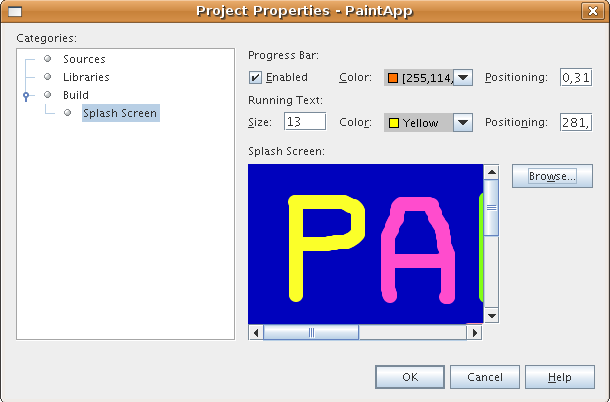 Project Properties - PaintApp
Categories:
Sources
Libraries
Build
Splash Screen
Progress Bar:
Enabled Color: [255,114, Positioning: 0,31
Running Text:
Size: 13 Color: Yellow Positioning: 281,
Splash Screen:
PA
Browse...
OK Cancel Help